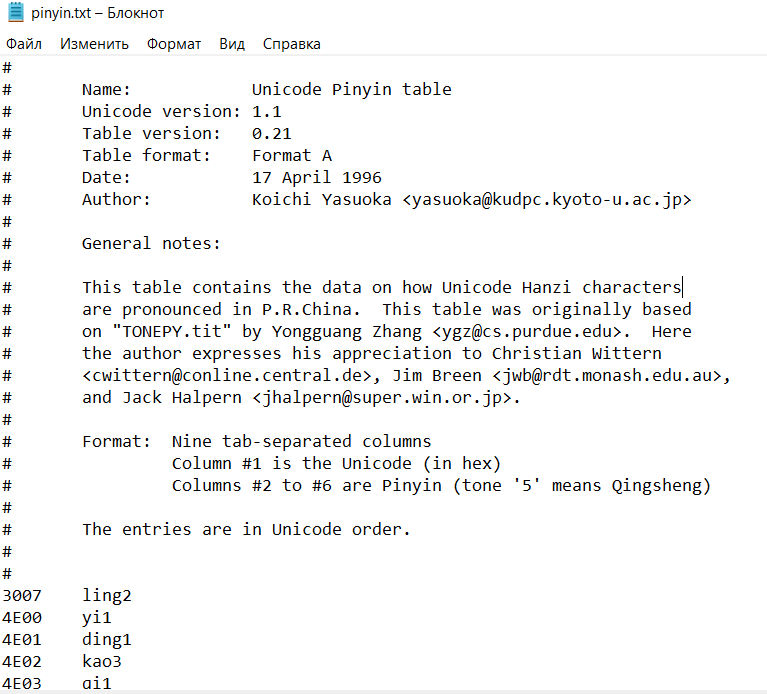 pinyin.txt – Блокнот
Файл Изменить Формат Вид Справка
#
# Name: Unicode Pinyin table
# Unicode version: 1.1
# Table version: 0.21
# Table format: Format A
# Date: 17 April 1996
# Author: Koichi Yasuoka <yasuoka@kudpc.kyoto-u.ac.jp>
#
# General notes:
#
# This table contains the data on how Unicode Hanzi characters
# are pronounced in P.R.China.  This table was originally based
# on "TONEPY.tit" by Yongguang Zhang <ygz@cs.purdue.edu>.  Here
# the author expresses his appreciation to Christian Wittern
# <cwittern@conline.central.de>, Jim Breen <jwb@rdt.monash.edu.au>,
# and Jack Halpern <jhalpern@super.win.or.jp>.
#
# Format:  Nine tab-separated columns
# Column #1 is the Unicode (in hex)
# Columns #2 to #6 are Pinyin (tone '5' means Qingsheng)
#
# The entries are in Unicode order.
#
#
3007 ling2
4E00 yi1
4E01 ding1
4E02 kao3
4E03 qi1